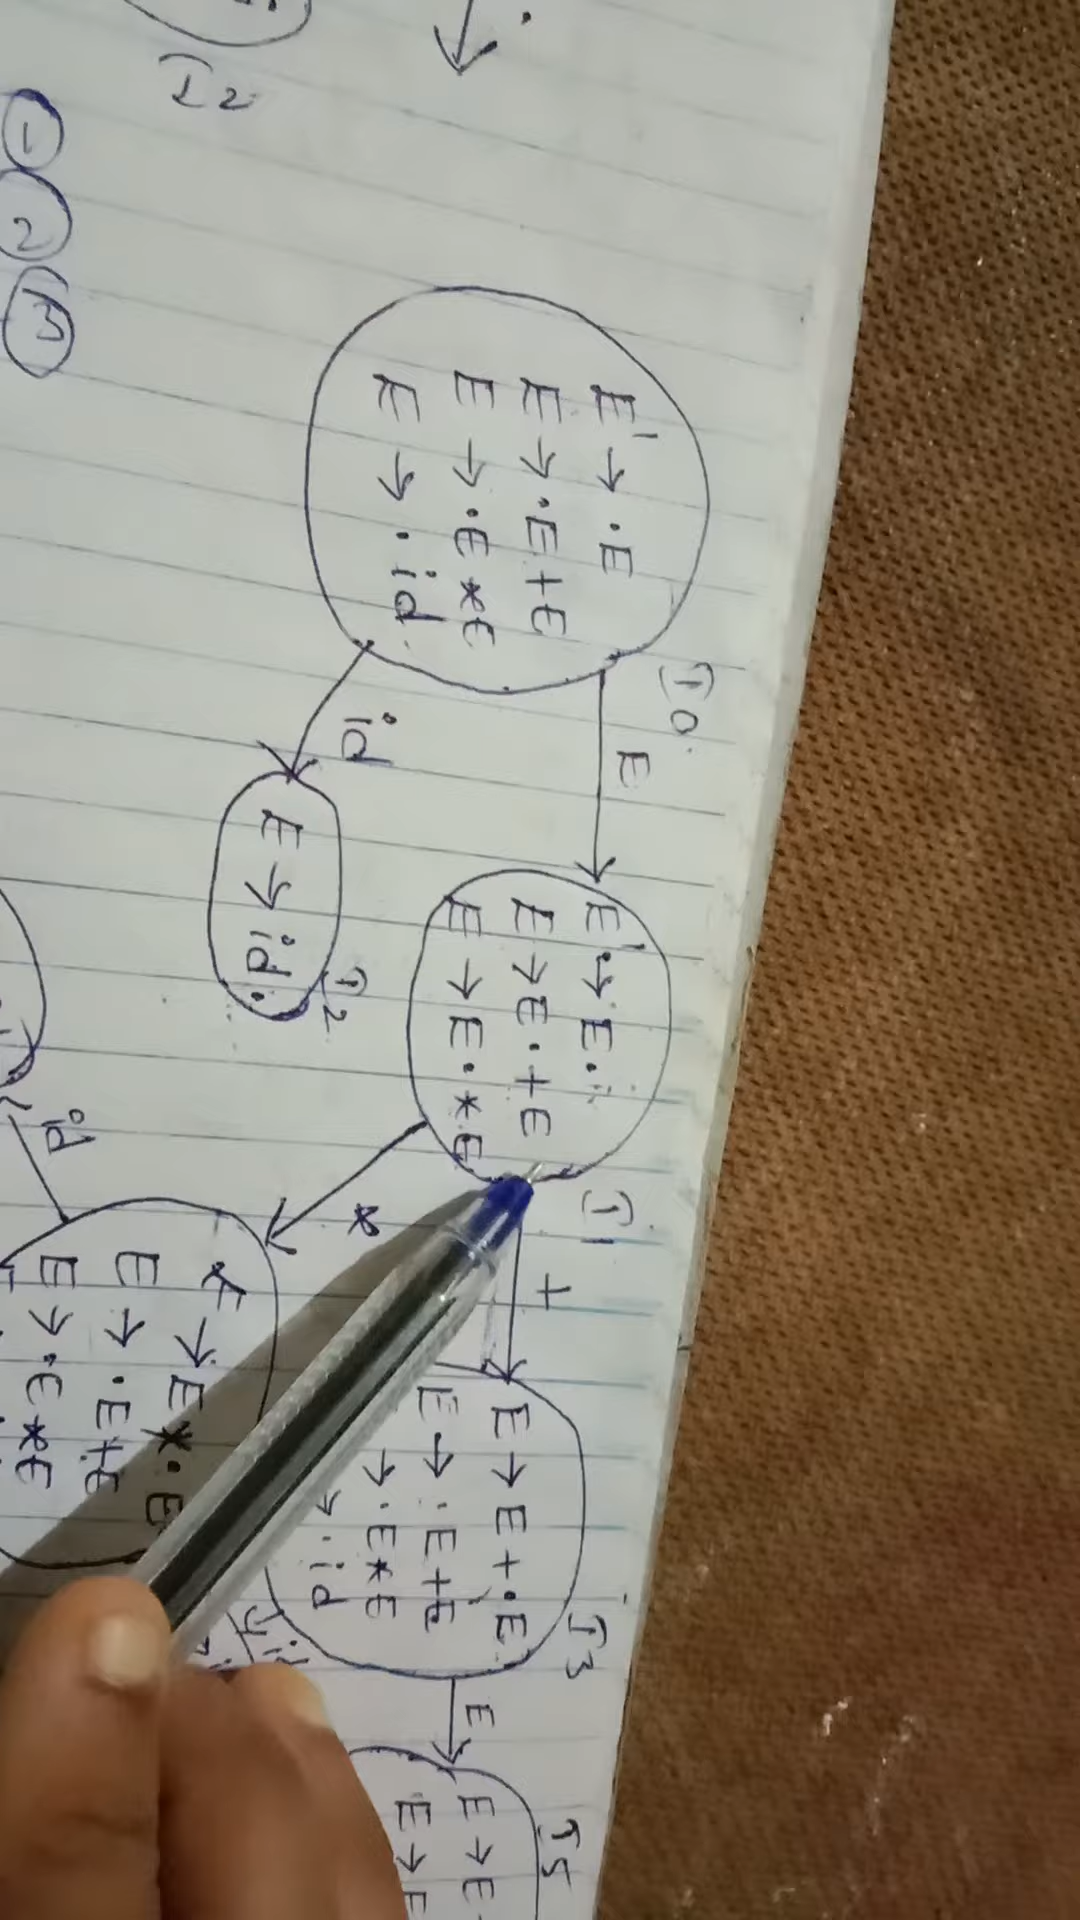 I2
1
2
3
I0
E' → .E
E → .E+E
E → .E*E
E → .id
E
id
I1
E' → E.
E → E.+E
E → E.*E
I2
E → id.
+
*
I3
E → E+.E
E → .E+E
→ .E*E
→ .id
E → E*.E
E → .E+E
E → .E*E
id
E
I5
E → E
E → E